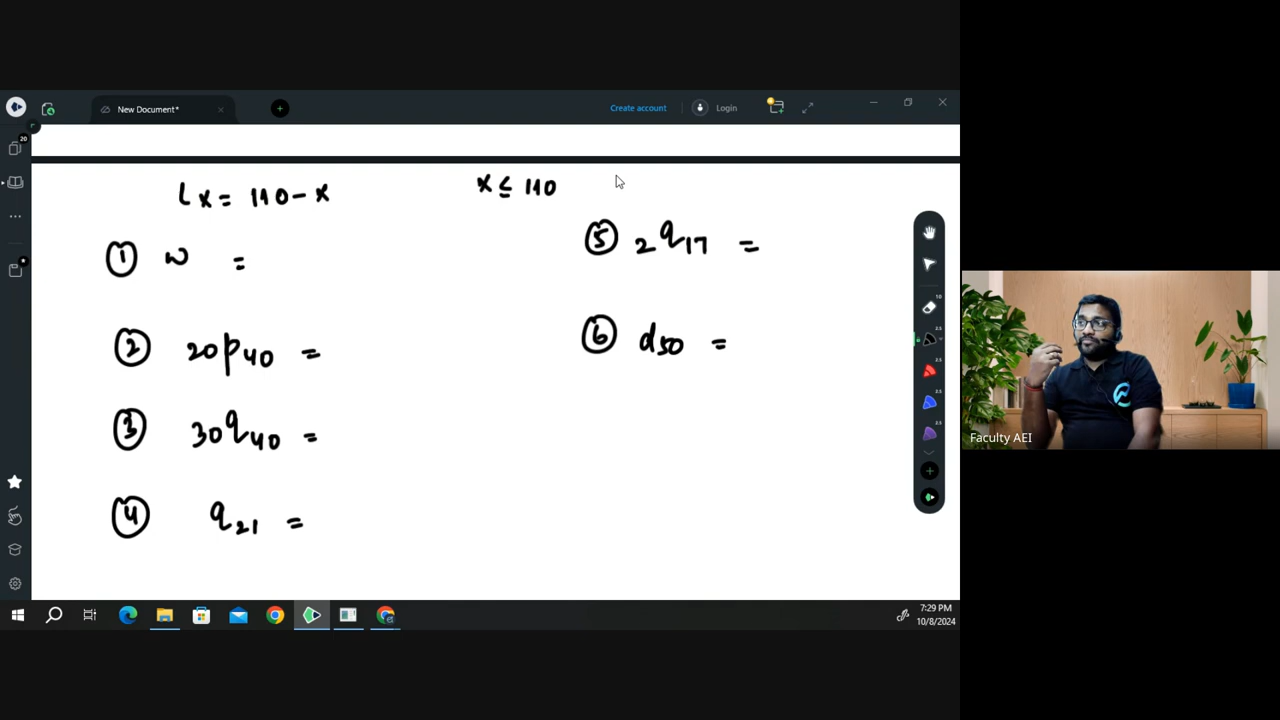 New Document*
Create account
Login
20
lx = 110 - x
x ≤ 110
① ω =
② 20p40 =
③ 30q40 =
④ q21 =
⑤ 2q17 =
⑥ d50 =
Faculty AEI
7:29 PM
10/8/2024